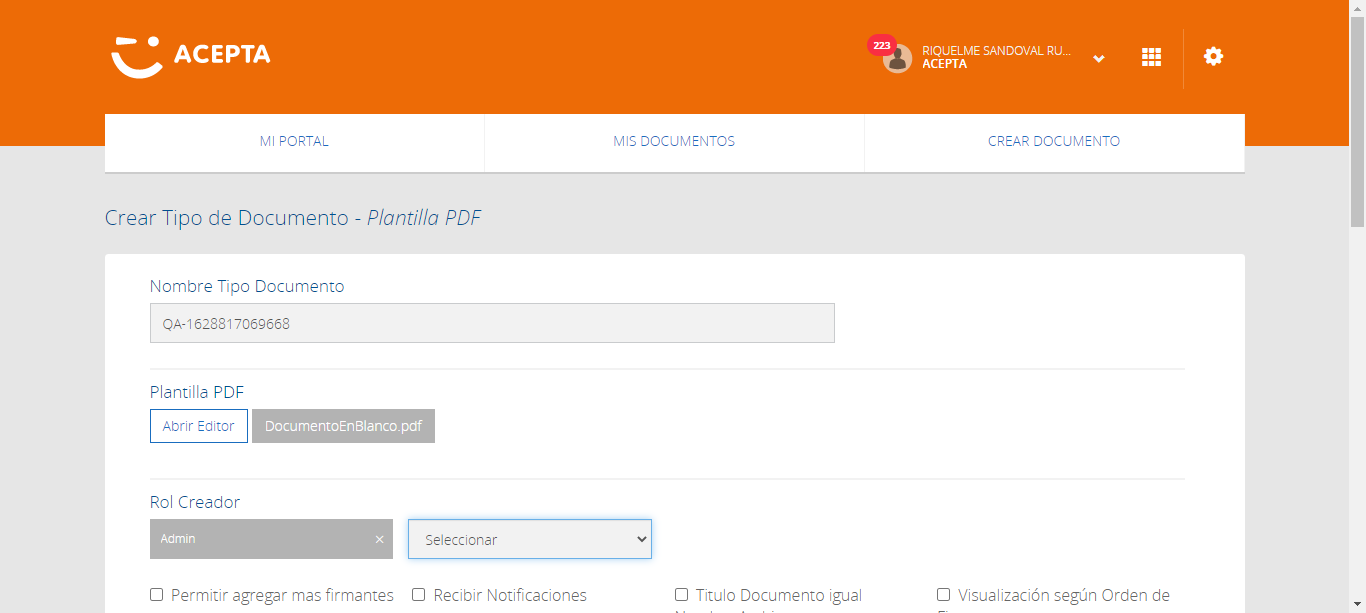 ACEPTA
223
RIQUELME SANDOVAL RU...
ACEPTA
MI PORTAL
MIS DOCUMENTOS
CREAR DOCUMENTO
Crear Tipo de Documento - Plantilla PDF
Nombre Tipo Documento
QA-1628817069668
Plantilla PDF
Abrir Editor
DocumentoEnBlanco.pdf
Rol Creador
Admin ×
Seleccionar
Permitir agregar mas firmantes
Recibir Notificaciones
Titulo Documento igual
Visualización según Orden de